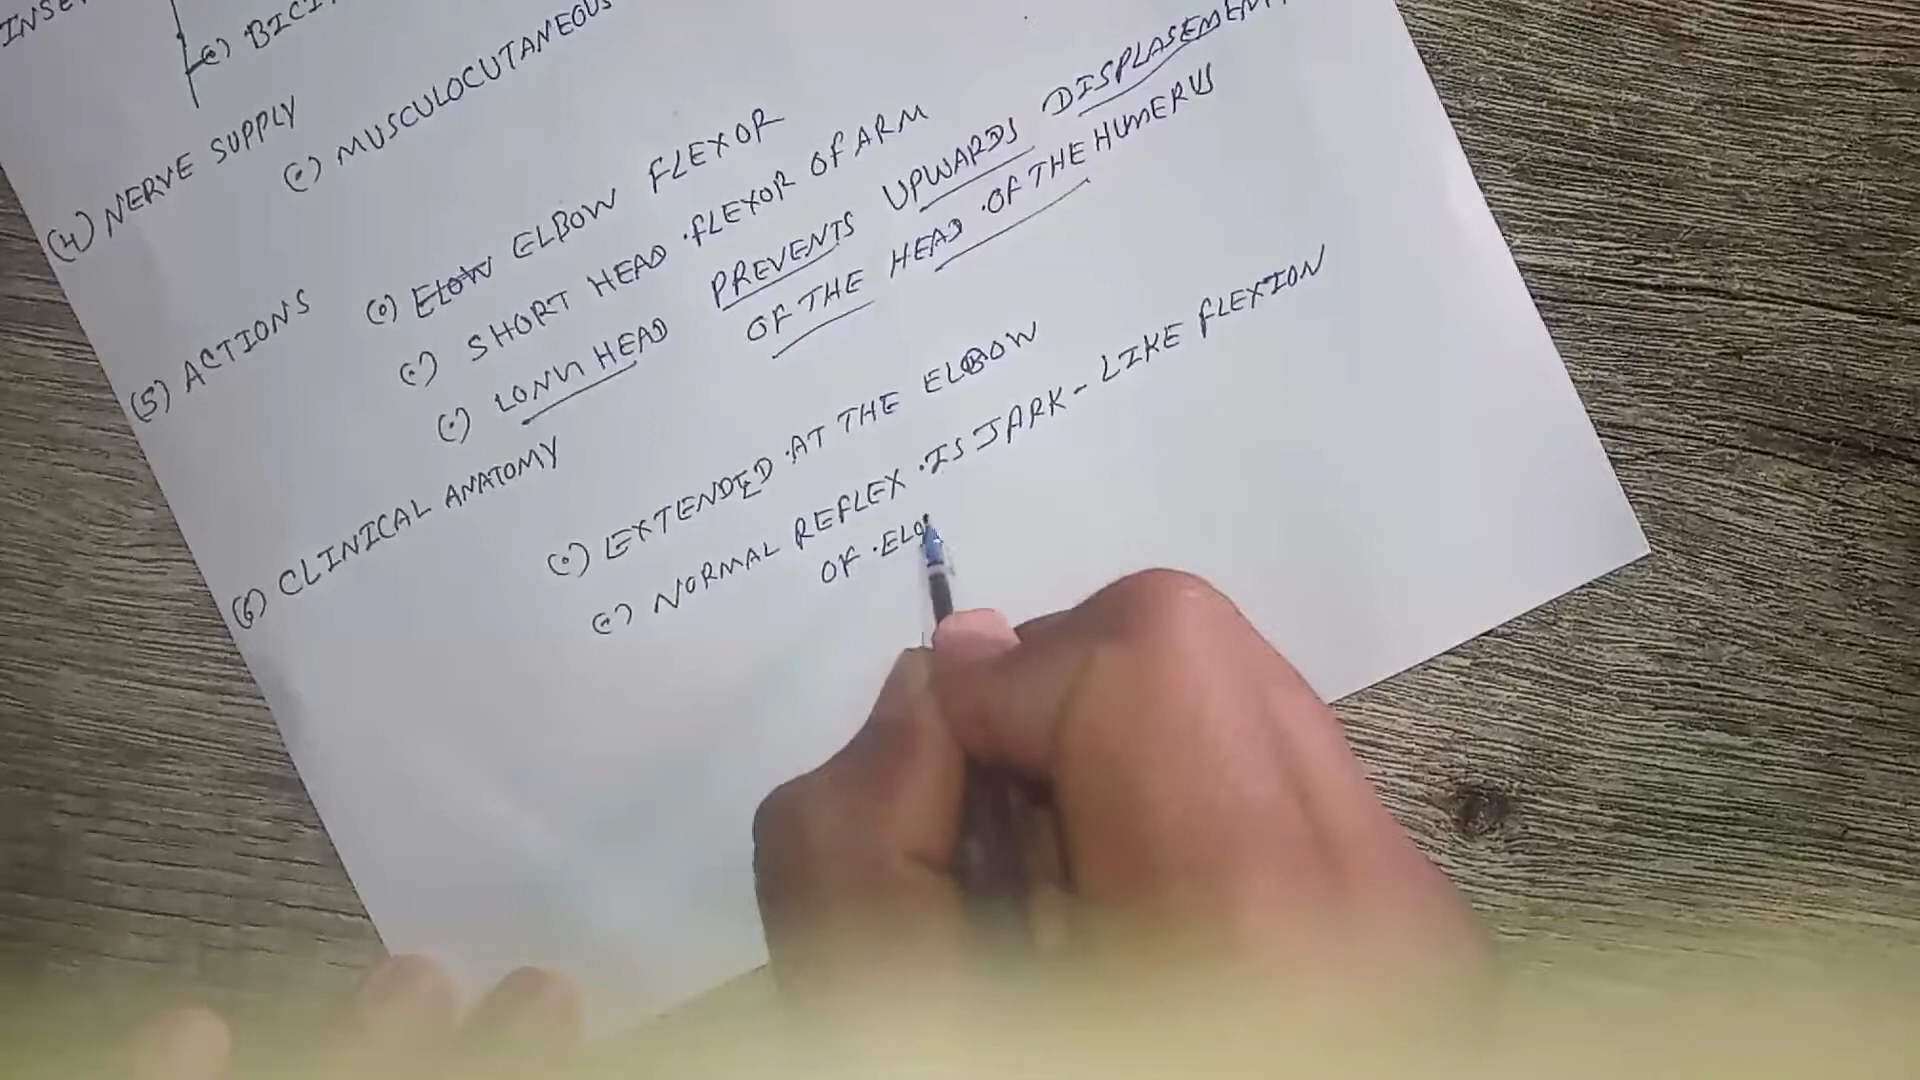 INSE
(•) BICI
(4) NERVE SUPPLY
(•) MUSCULOCUTANEOUS
(5) ACTIONS
(•) ELOW ELBOW FLEXOR
(•) SHORT HEAD FLEXOR OF ARM
(•) LONG HEAD PREVENTS UPWARDS DISPLASEMENT
OF THE HEAD OF THE HUMERUS
(6) CLINICAL ANATOMY
(•) EXTENDED AT THE ELBOW
(•) NORMAL REFLEX IS JARK-LIKE FLEXION
OF ELO